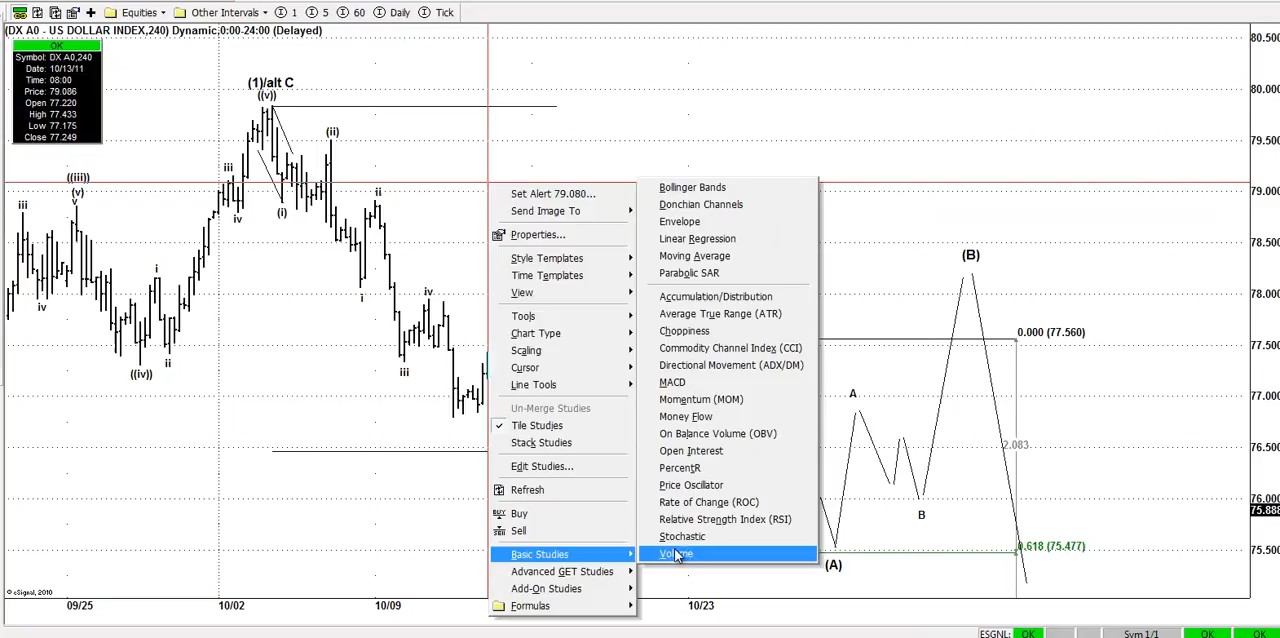 Equities Other Intervals 1 5 60 Daily Tick
(DX A0 - US DOLLAR INDEX,240) Dynamic,0:00-24:00 (Delayed)
OK
Symbol: DX A0,240
Date: 10/13/11
Time: 08:00
Price: 79.086
Open 77.220
High 77.433
Low 77.175
Close 77.249
80.500
80.000
79.500
79.000
78.500
78.000
77.500
77.000
76.500
76.000
75.888
75.500
(1)/alt C
((v))
(ii)
((iii))
(v)
v
iii
iii
iv
(i)
ii
i
iv
i
iv
((iv))
ii
iii
Set Alert 79.080...
Send Image To
Properties...
Style Templates
Time Templates
View
Tools
Chart Type
Scaling
Cursor
Line Tools
Un-Merge Studies
Tile Studies
Stack Studies
Edit Studies...
Refresh
BUY Buy
SELL Sell
Basic Studies
Advanced GET Studies
Add-On Studies
Formulas
Bollinger Bands
Donchian Channels
Envelope
Linear Regression
Moving Average
Parabolic SAR
Accumulation/Distribution
Average True Range (ATR)
Choppiness
Commodity Channel Index (CCI)
Directional Movement (ADX/DM)
MACD
Momentum (MOM)
Money Flow
On Balance Volume (OBV)
Open Interest
PercentR
Price Oscillator
Rate of Change (ROC)
Relative Strength Index (RSI)
Stochastic
Volume
(B)
0.000 (77.560)
A
2.083
B
0.618 (75.477)
(A)
© eSignal, 2010
09/25 10/02 10/09 10/23
ESGNL: OK Sym 1/1 OK OK